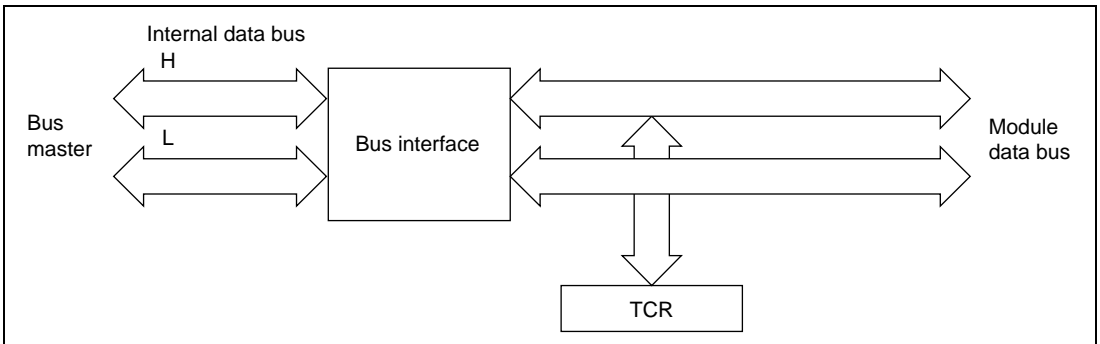 Internal data bus
H
Bus
master
L
Bus interface
Module
data bus
TCR